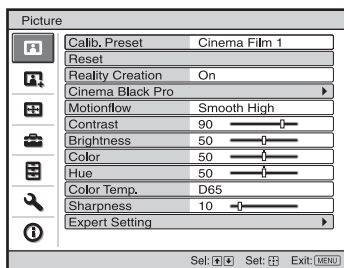 Picture
Calib. Preset Cinema Film 1
Reset
Reality Creation On
Cinema Black Pro
Motionflow Smooth High
Contrast 90
Brightness 50
Color 50
Hue 50
Color Temp. D65
Sharpness 10
Expert Setting
Sel: Set: Exit: MENU